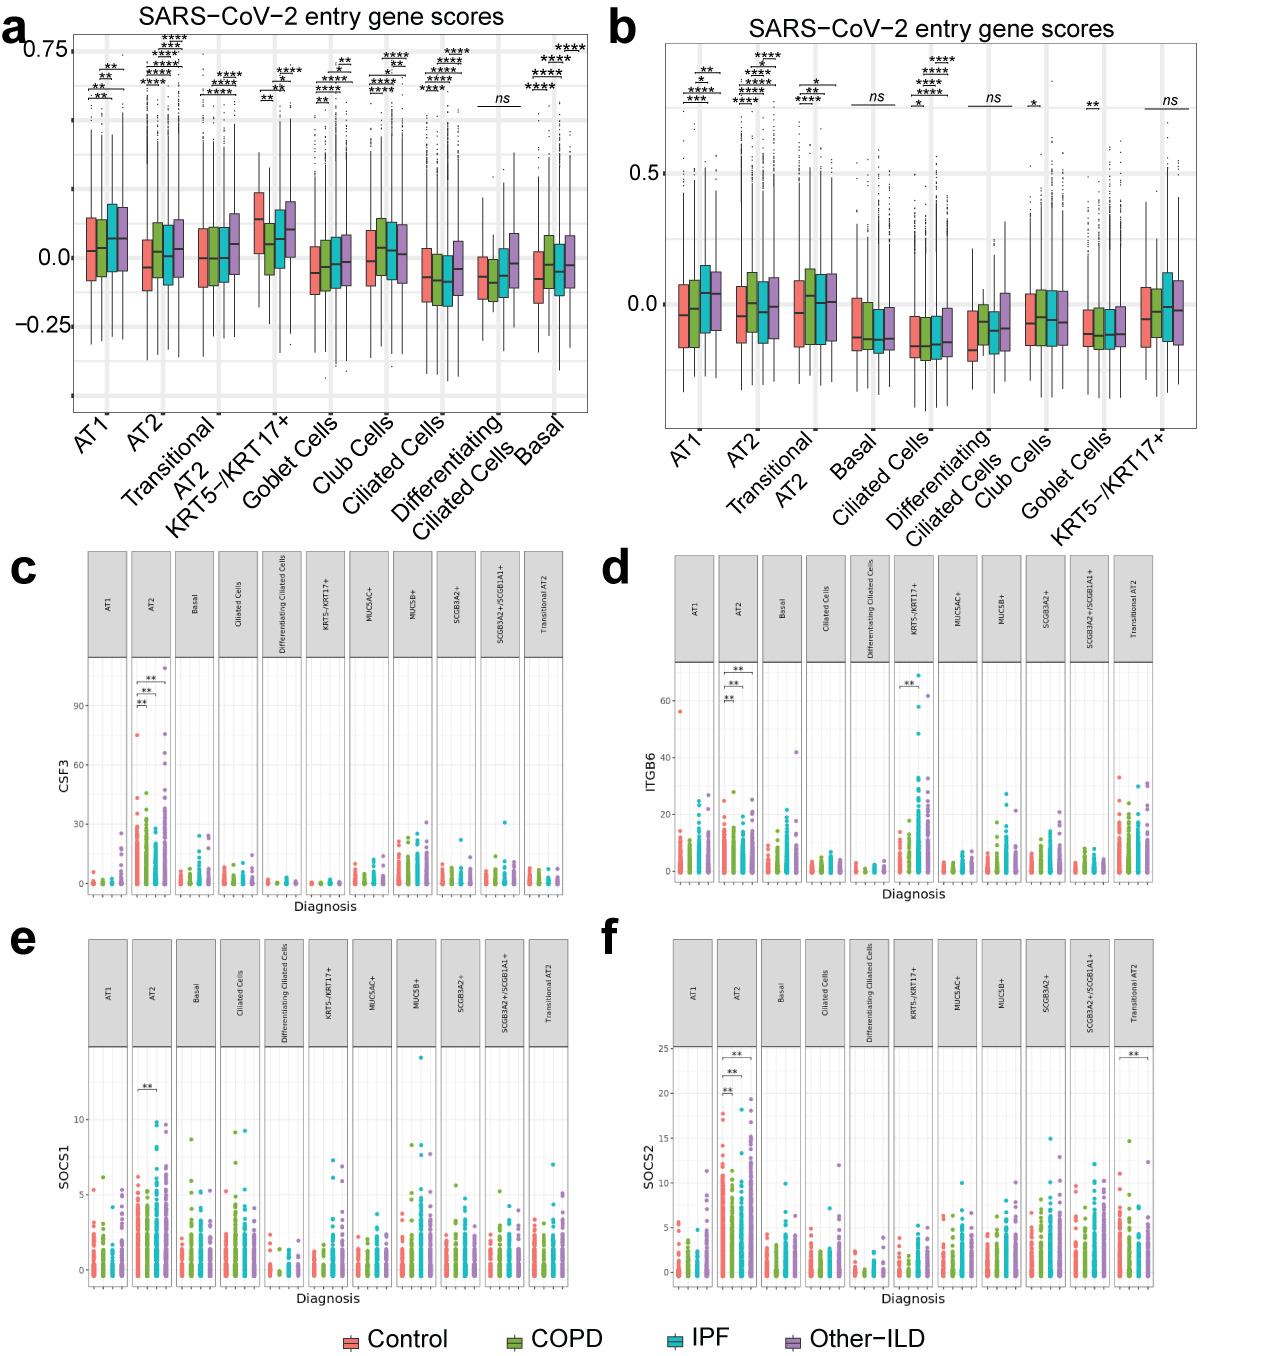 a
SARS−CoV−2 entry gene scores
0.75
0.0
−0.25
** ** ** **
**** **** **** **** *** ****
**** **** ****
** ** * ****
** **** **** * **
**** **** * ** ****
**** **** **** **** ****
ns
**** **** **** ****
AT1
AT2
Transitional
AT2
KRT5−/KRT17+
Goblet Cells
Club Cells
Ciliated Cells
Differentiating
Ciliated Cells
Basal
b
SARS−CoV−2 entry gene scores
0.5
0.0
*** **** * **
**** **** **** **** * ****
**** ** *
ns
* **** **** **** ****
ns
*
**
ns
AT1
AT2
Transitional
AT2
Basal
Ciliated Cells
Differentiating
Ciliated Cells
Club Cells
Goblet Cells
KRT5−/KRT17+
c
AT1
AT2
Basal
Ciliated Cells
Differentiating Ciliated Cells
KRT5-/KRT17+
MUC5AC+
MUC5B+
SCGB3A2+
SCGB3A2+/SCGB1A1+
Transitional AT2
**
**
**
CSF3
90
60
30
0
Diagnosis
d
AT1
AT2
Basal
Ciliated Cells
Differentiating Ciliated Cells
KRT5-/KRT17+
MUC5AC+
MUC5B+
SCGB3A2+
SCGB3A2+/SCGB1A1+
Transitional AT2
**
**
**
**
ITGB6
60
40
20
0
Diagnosis
e
AT1
AT2
Basal
Ciliated Cells
Differentiating Ciliated Cells
KRT5-/KRT17+
MUC5AC+
MUC5B+
SCGB3A2+
SCGB3A2+/SCGB1A1+
Transitional AT2
**
SOCS1
10
5
0
Diagnosis
f
AT1
AT2
Basal
Ciliated Cells
Differentiating Ciliated Cells
KRT5-/KRT17+
MUC5AC+
MUC5B+
SCGB3A2+
SCGB3A2+/SCGB1A1+
Transitional AT2
**
**
**
**
SOCS2
25
20
15
10
5
0
Diagnosis
Control
COPD
IPF
Other−ILD